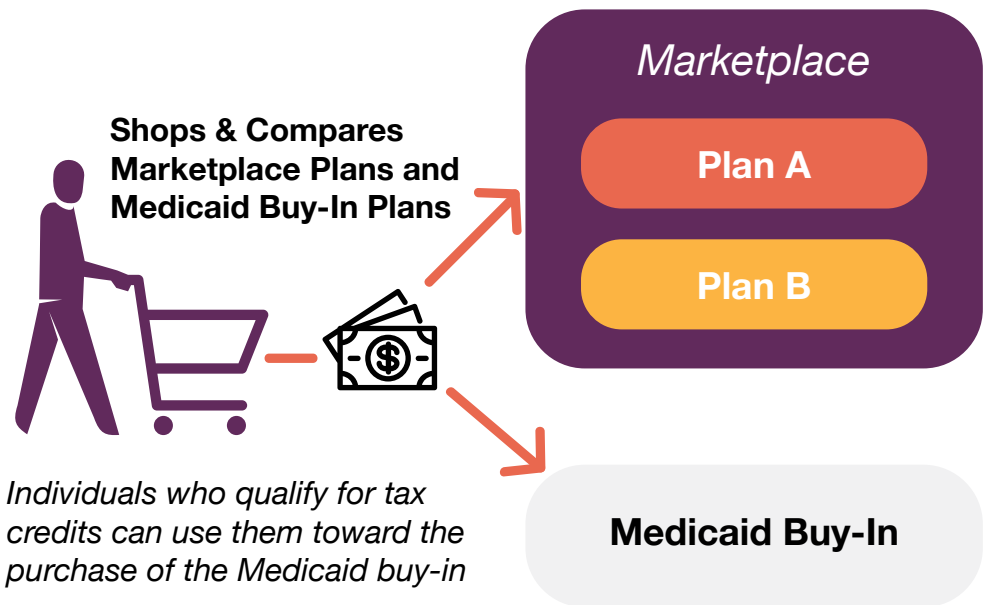 Marketplace
Shops & Compares
Marketplace Plans and
Medicaid Buy-In Plans
Plan A
Plan B
$
Individuals who qualify for tax
credits can use them toward the
purchase of the Medicaid buy-in
Medicaid Buy-In